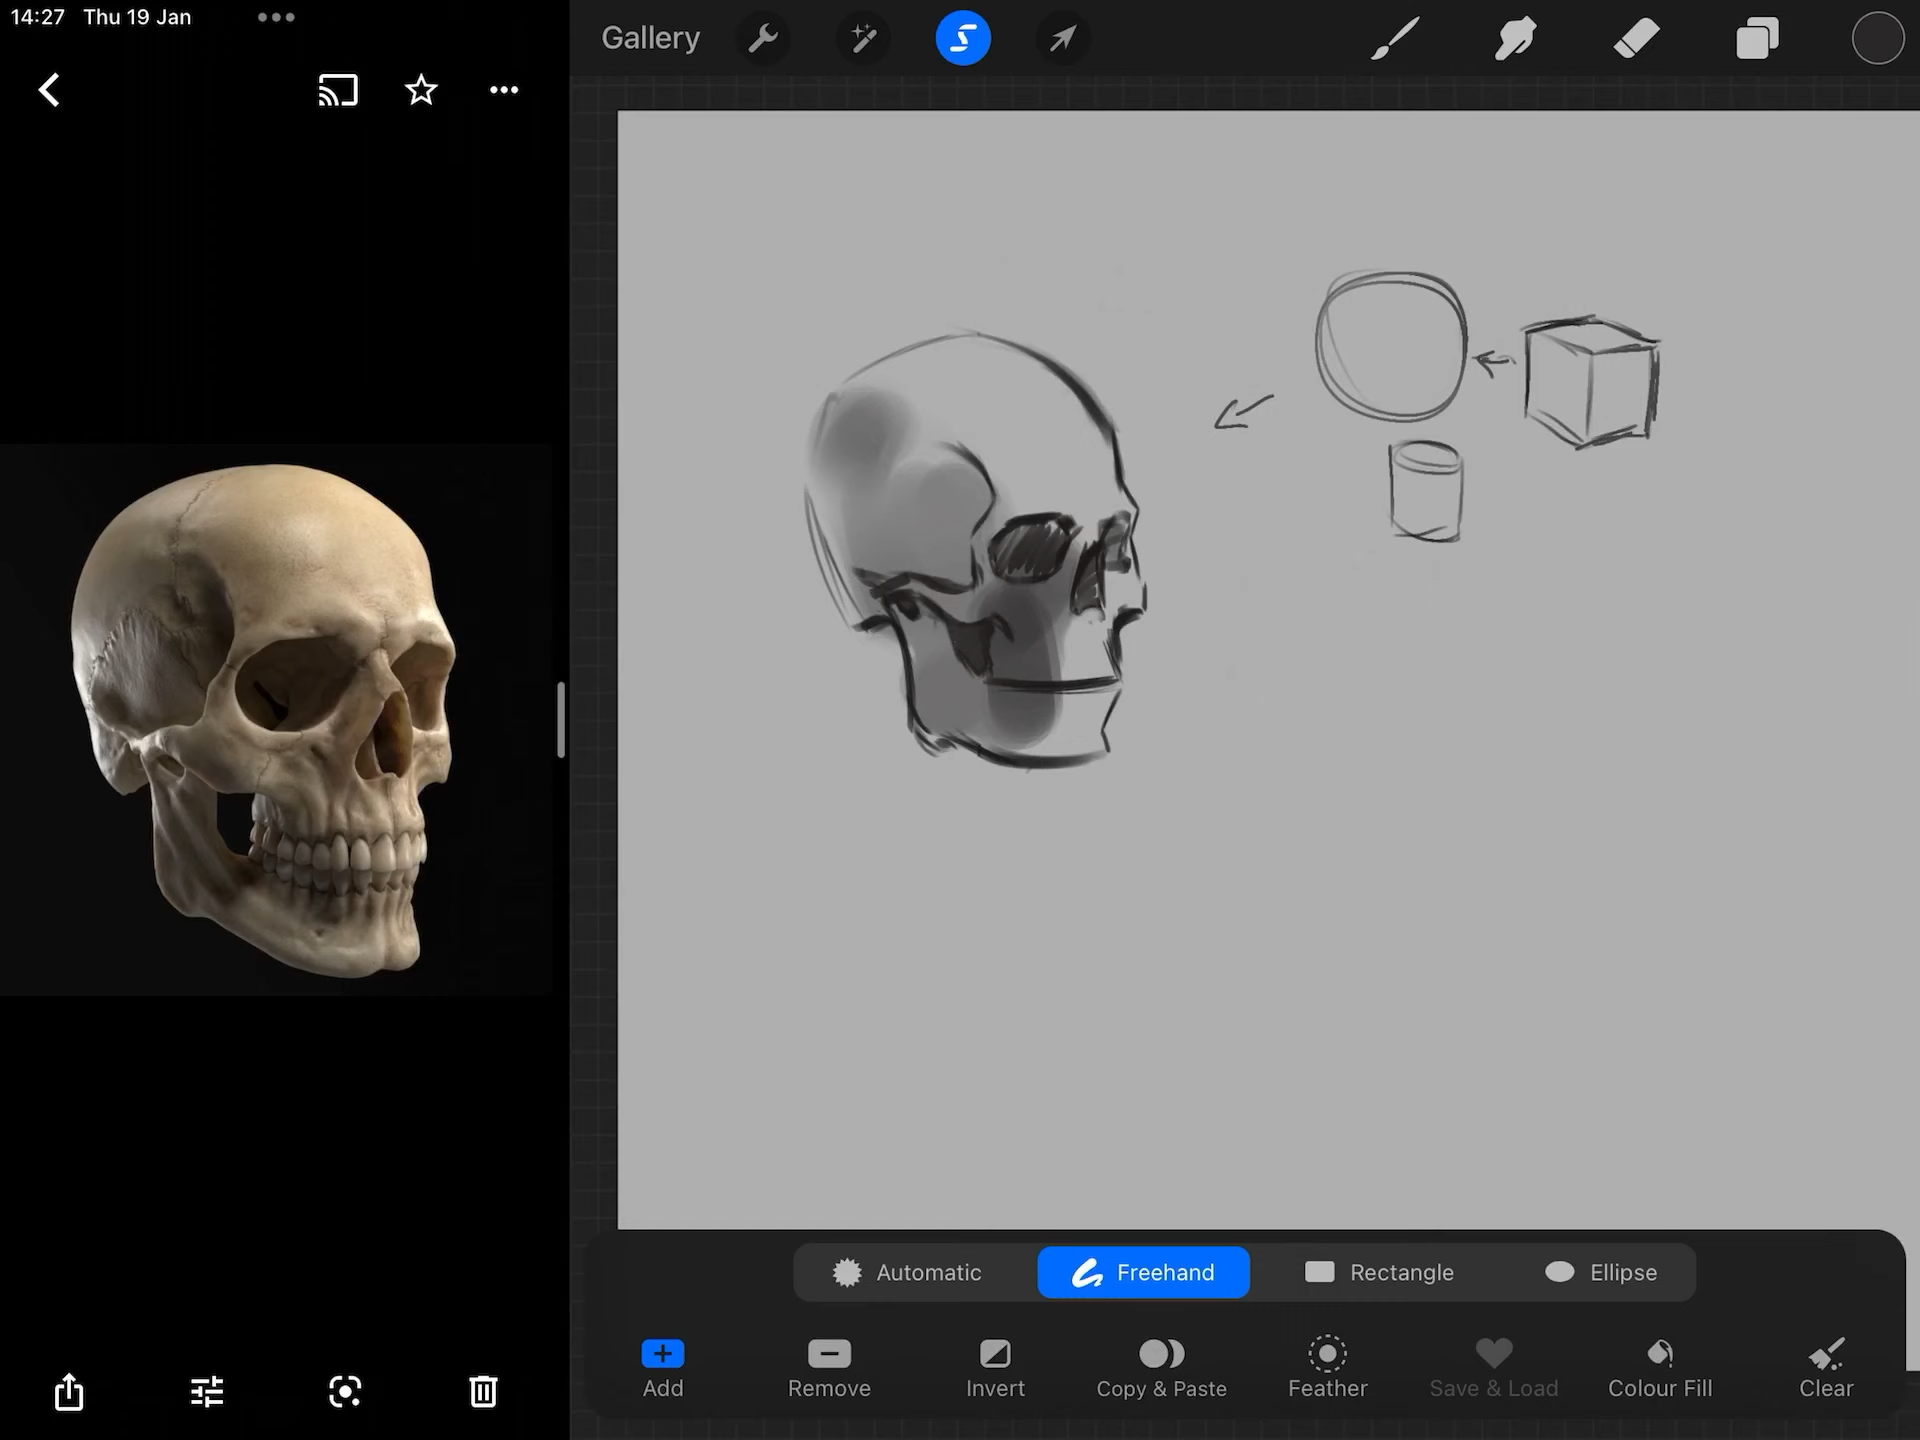 14:27 Thu 19 Jan
Gallery
Automatic Freehand Rectangle Ellipse
Add Remove Invert Copy & Paste Feather Save & Load Colour Fill Clear